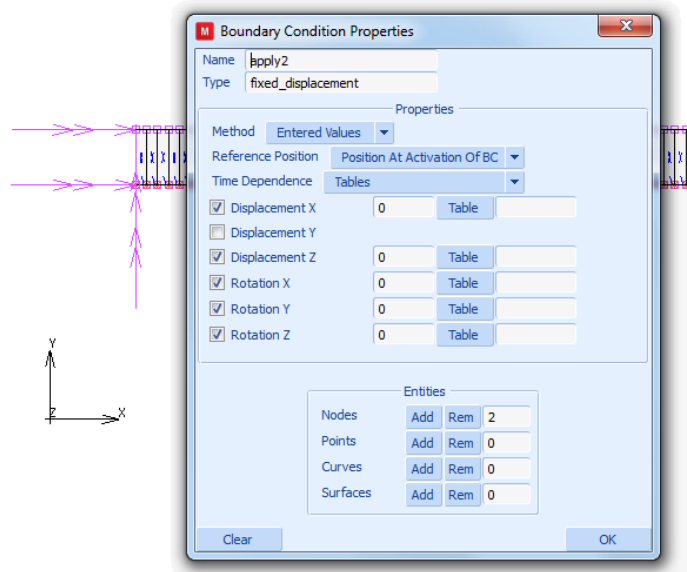 M Boundary Condition Properties x
Name apply2
Type fixed_displacement
Properties
Method Entered Values
Reference Position Position At Activation Of BC
Time Dependence Tables
Displacement X 0 Table
Displacement Y
Displacement Z 0 Table
Rotation X 0 Table
Rotation Y 0 Table
Rotation Z 0 Table
Y
Z X
Entities
Nodes Add Rem 2
Points Add Rem 0
Curves Add Rem 0
Surfaces Add Rem 0
Clear OK